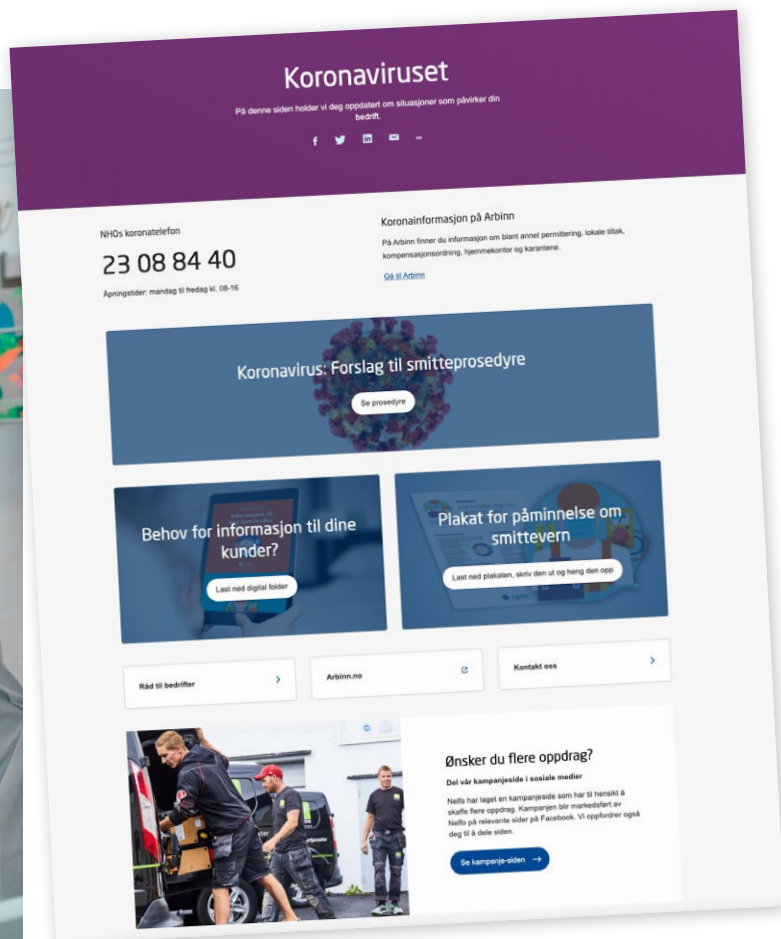 Koronaviruset
På denne siden holder vi deg oppdatert om situasjoner som påvirker din
bedrift.
NHOs koronatelefon
23 08 84 40
Åpningstider: mandag til fredag kl. 08-16
Koronainformasjon på Arbinn
På Arbinn finner du informasjon om blant annet permittering, lokale tiltak,
kompensasjonsordning, hjemmekontor og karantene.
Gå til Arbinn
Koronavirus: Forslag til smitteprosedyre
Se prosedyre
Behov for informasjon til dine
kunder?
Last ned digital folder
Plakat for påminnelse om
smittevern
Last ned plakaten, skriv den ut og heng den opp
Råd til bedrifter
Arbinn.no
Kontakt oss
Ønsker du flere oppdrag?
Del vår kampanjeside i sosiale medier
Nelfo har laget en kampanjeside som har til hensikt å
skaffe flere oppdrag. Kampanjen blir markedsført av
Nelfo på relevante sider på Facebook. Vi oppfordrer også
deg til å dele siden.
Se kampanje-siden